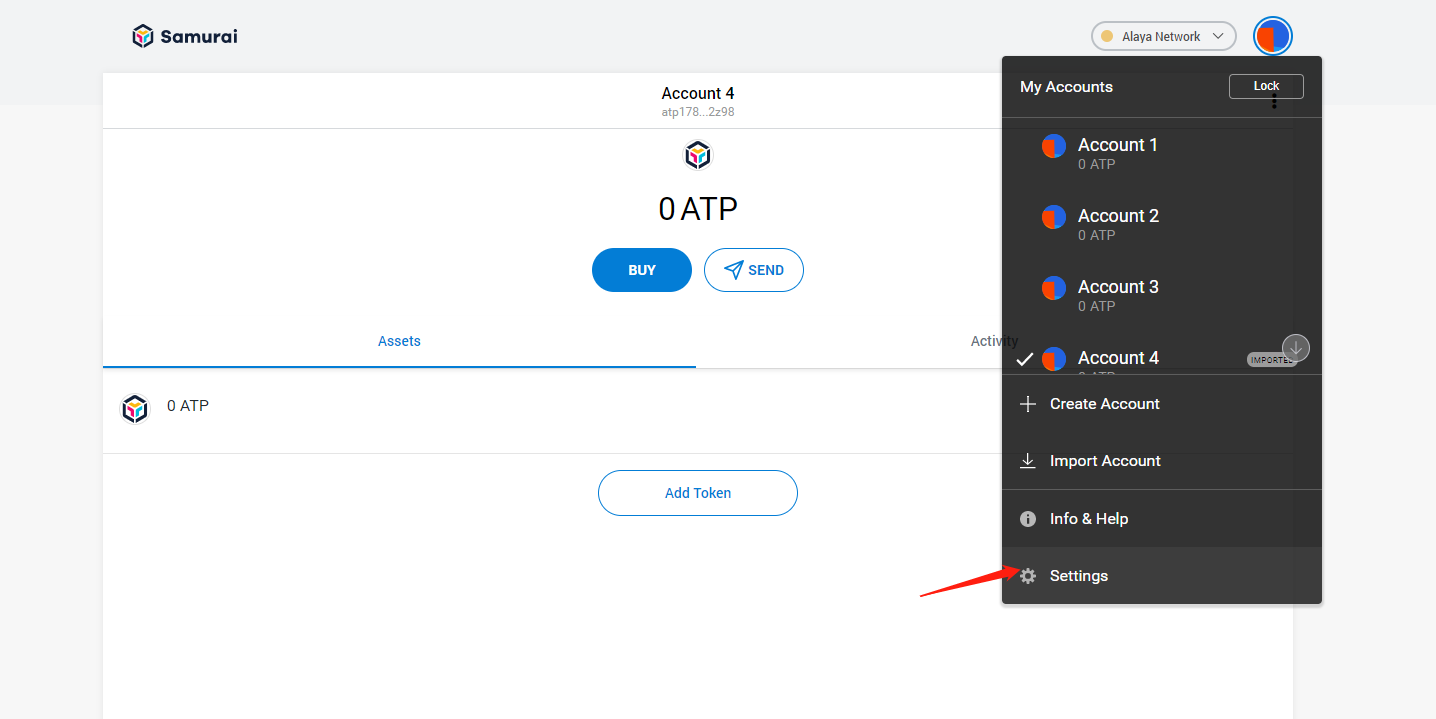 Samurai
Alaya Network
Account 4
atp178...2z98
0 ATP
BUY
SEND
Assets
Activity
0 ATP
Add Token
My Accounts
Lock
Account 1
0 ATP
Account 2
0 ATP
Account 3
0 ATP
Account 4
IMPORTED
0 ATP
Create Account
Import Account
Info & Help
Settings